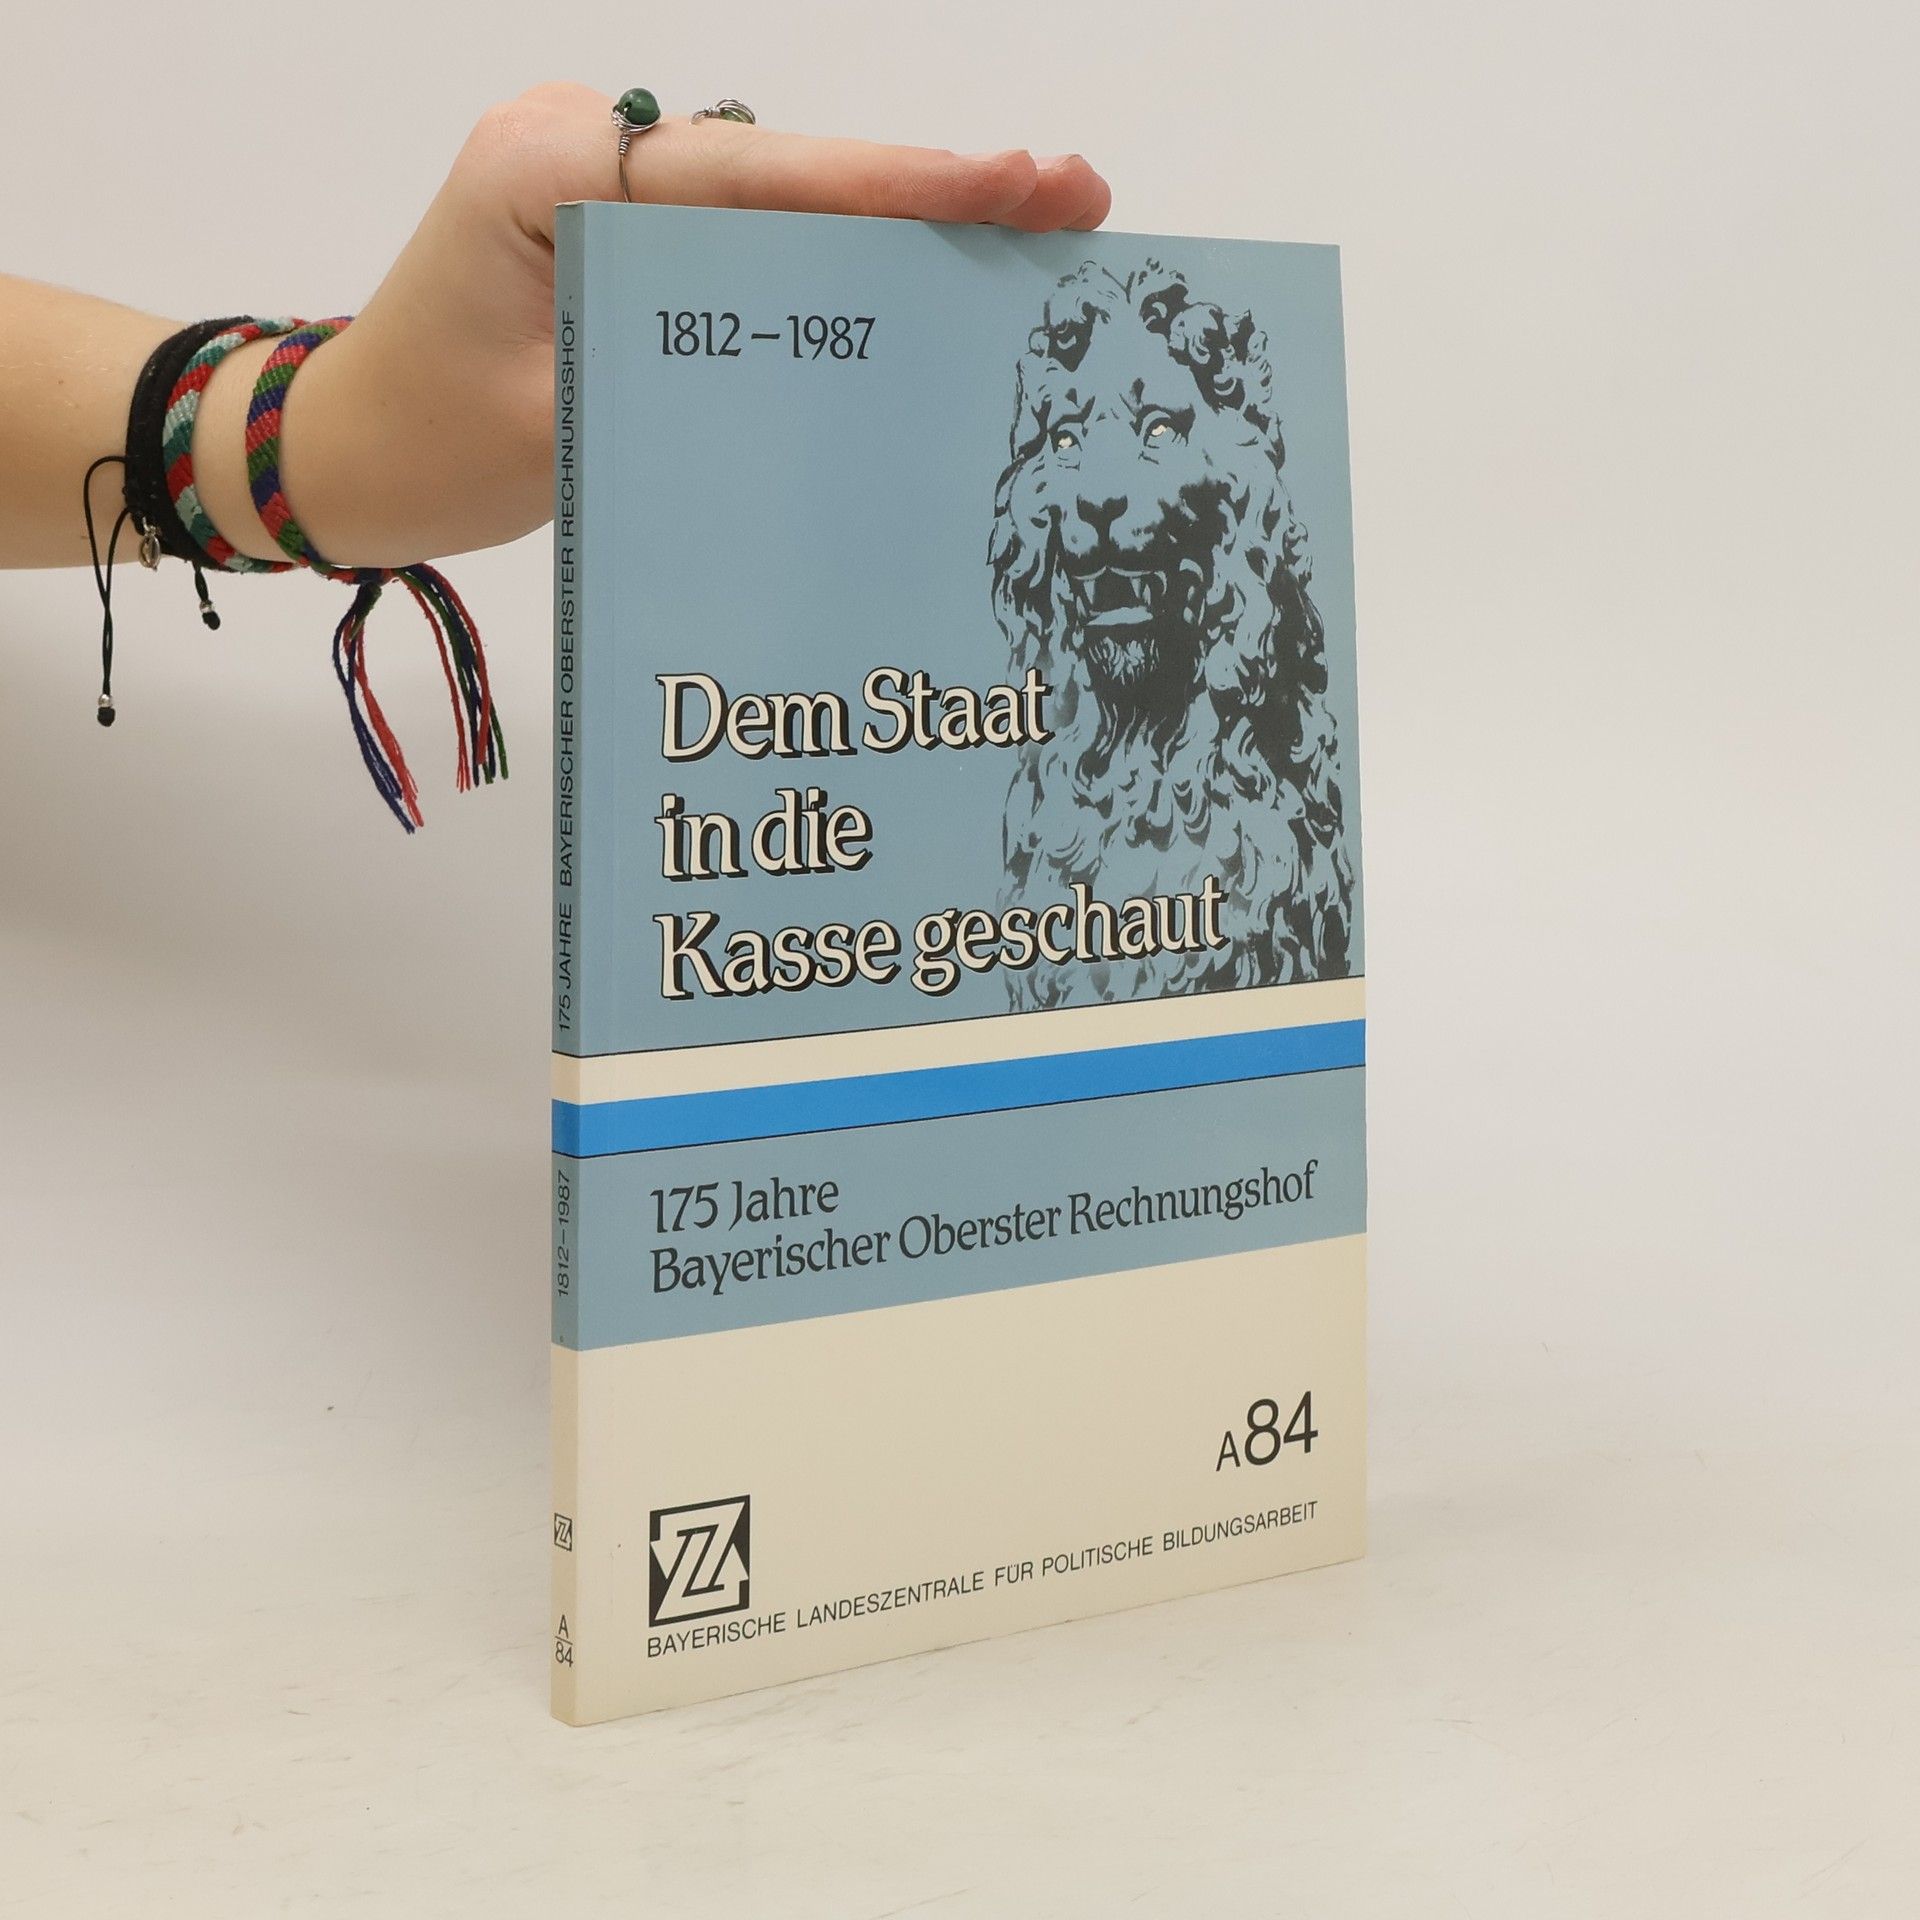 1812 – 1987
Dem Staat
in die
Kasse geschaut
175 Jahre
Bayerischer Oberster Rechnungshof
A84
BAYERISCHE LANDESZENTRALE FÜR POLITISCHE BILDUNGSARBEIT
175 JAHRE BAYERISCHER OBERSTER RECHNUNGSHOF
1812–1987
A
84